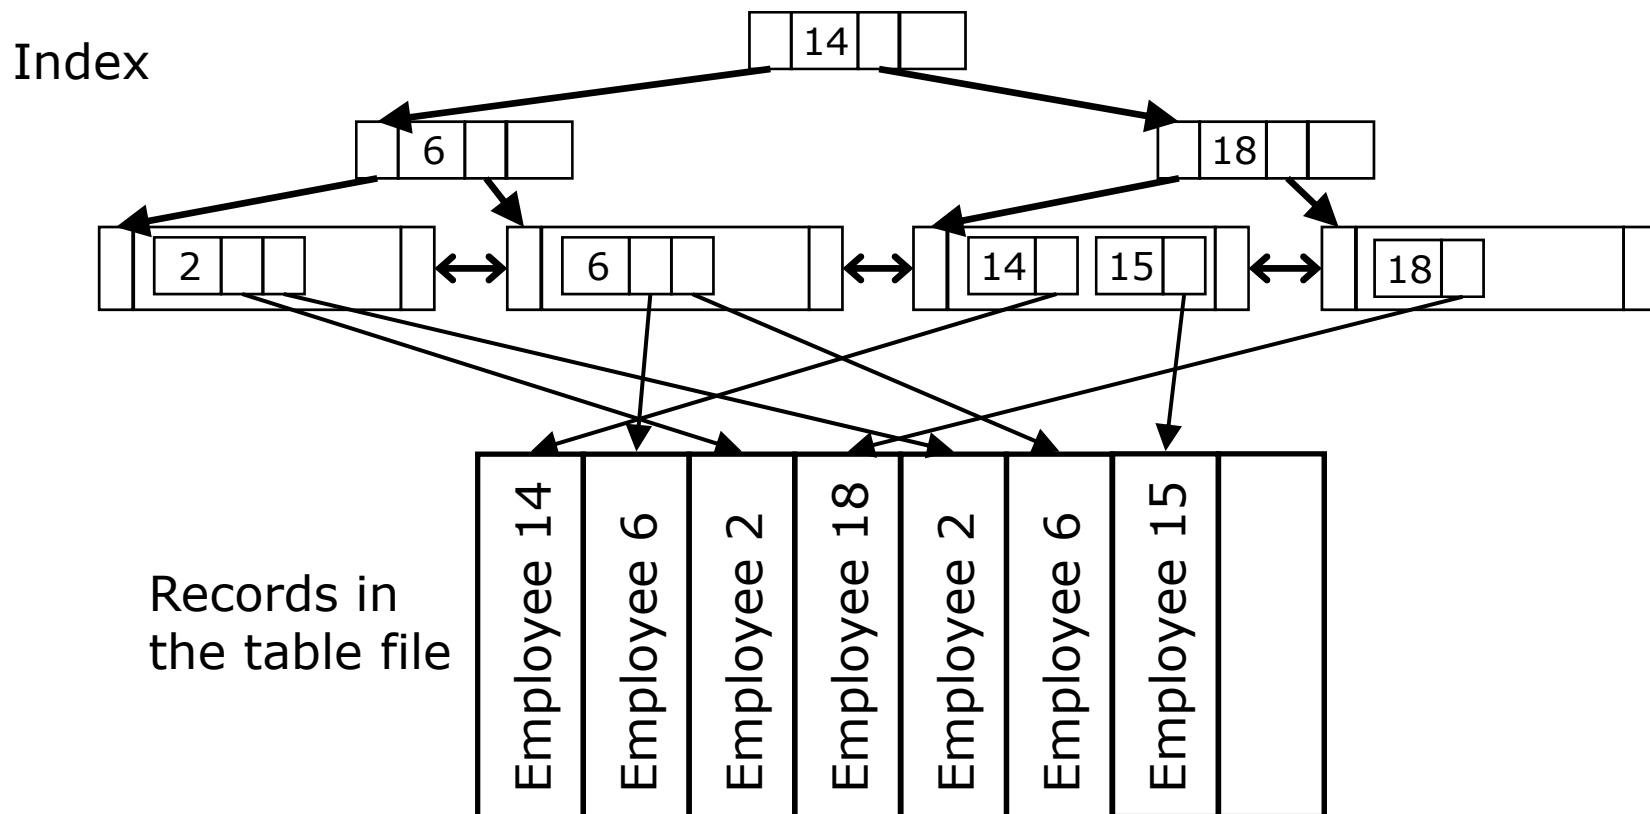 Index
14
6
18
2
6
14
15
18
Employee 14
Employee 6
Employee 2
Employee 18
Employee 2
Employee 6
Employee 15
Records in
the table file